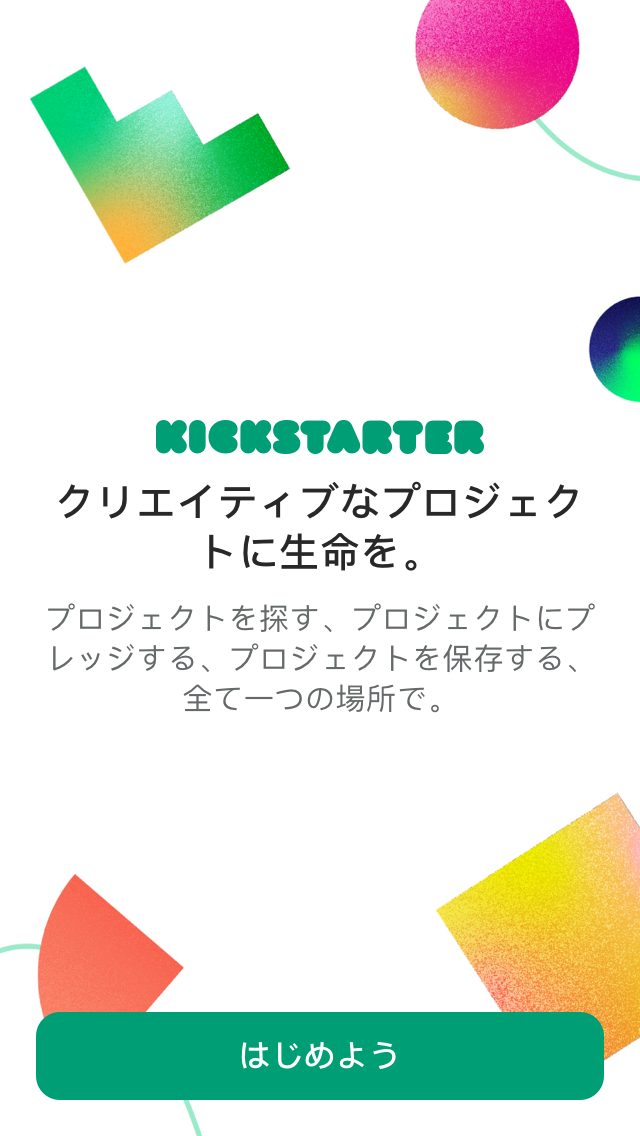 KICKSTARTER
クリエイティブなプロジェク
トに生命を。
プロジェクトを探す、プロジェクトにプ
レッジする、プロジェクトを保存する、
全て一つの場所で。
はじめよう